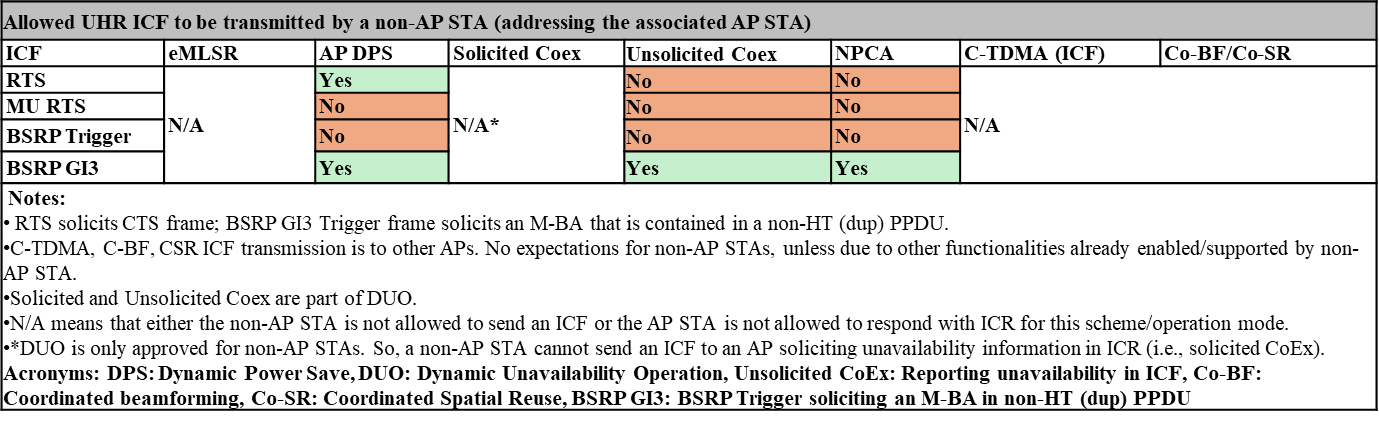 Allowed UHR ICF to be transmitted by a non-AP STA (addressing the associated AP STA)
ICF eMLSR AP DPS Solicited Coex Unsolicited Coex NPCA C-TDMA (ICF) Co-BF/Co-SR
RTS Yes No No
MU RTS No No No
N/A N/A* N/A
BSRP Trigger No No No
BSRP GI3 Yes Yes Yes
Notes:
• RTS solicits CTS frame; BSRP GI3 Trigger frame solicits an M-BA that is contained in a non-HT (dup) PPDU.
•C-TDMA, C-BF, CSR ICF transmission is to other APs. No expectations for non-AP STAs, unless due to other functionalities already enabled/supported by non-
AP STA.
•Solicited and Unsolicited Coex are part of DUO.
•N/A means that either the non-AP STA is not allowed to send an ICF or the AP STA is not allowed to respond with ICR for this scheme/operation mode.
•*DUO is only approved for non-AP STAs. So, a non-AP STA cannot send an ICF to an AP soliciting unavailability information in ICR (i.e., solicited CoEx).
Acronyms: DPS: Dynamic Power Save, DUO: Dynamic Unavailability Operation, Unsolicited CoEx: Reporting unavailability in ICF, Co-BF:
Coordinated beamforming, Co-SR: Coordinated Spatial Reuse, BSRP GI3: BSRP Trigger soliciting an M-BA in non-HT (dup) PPDU